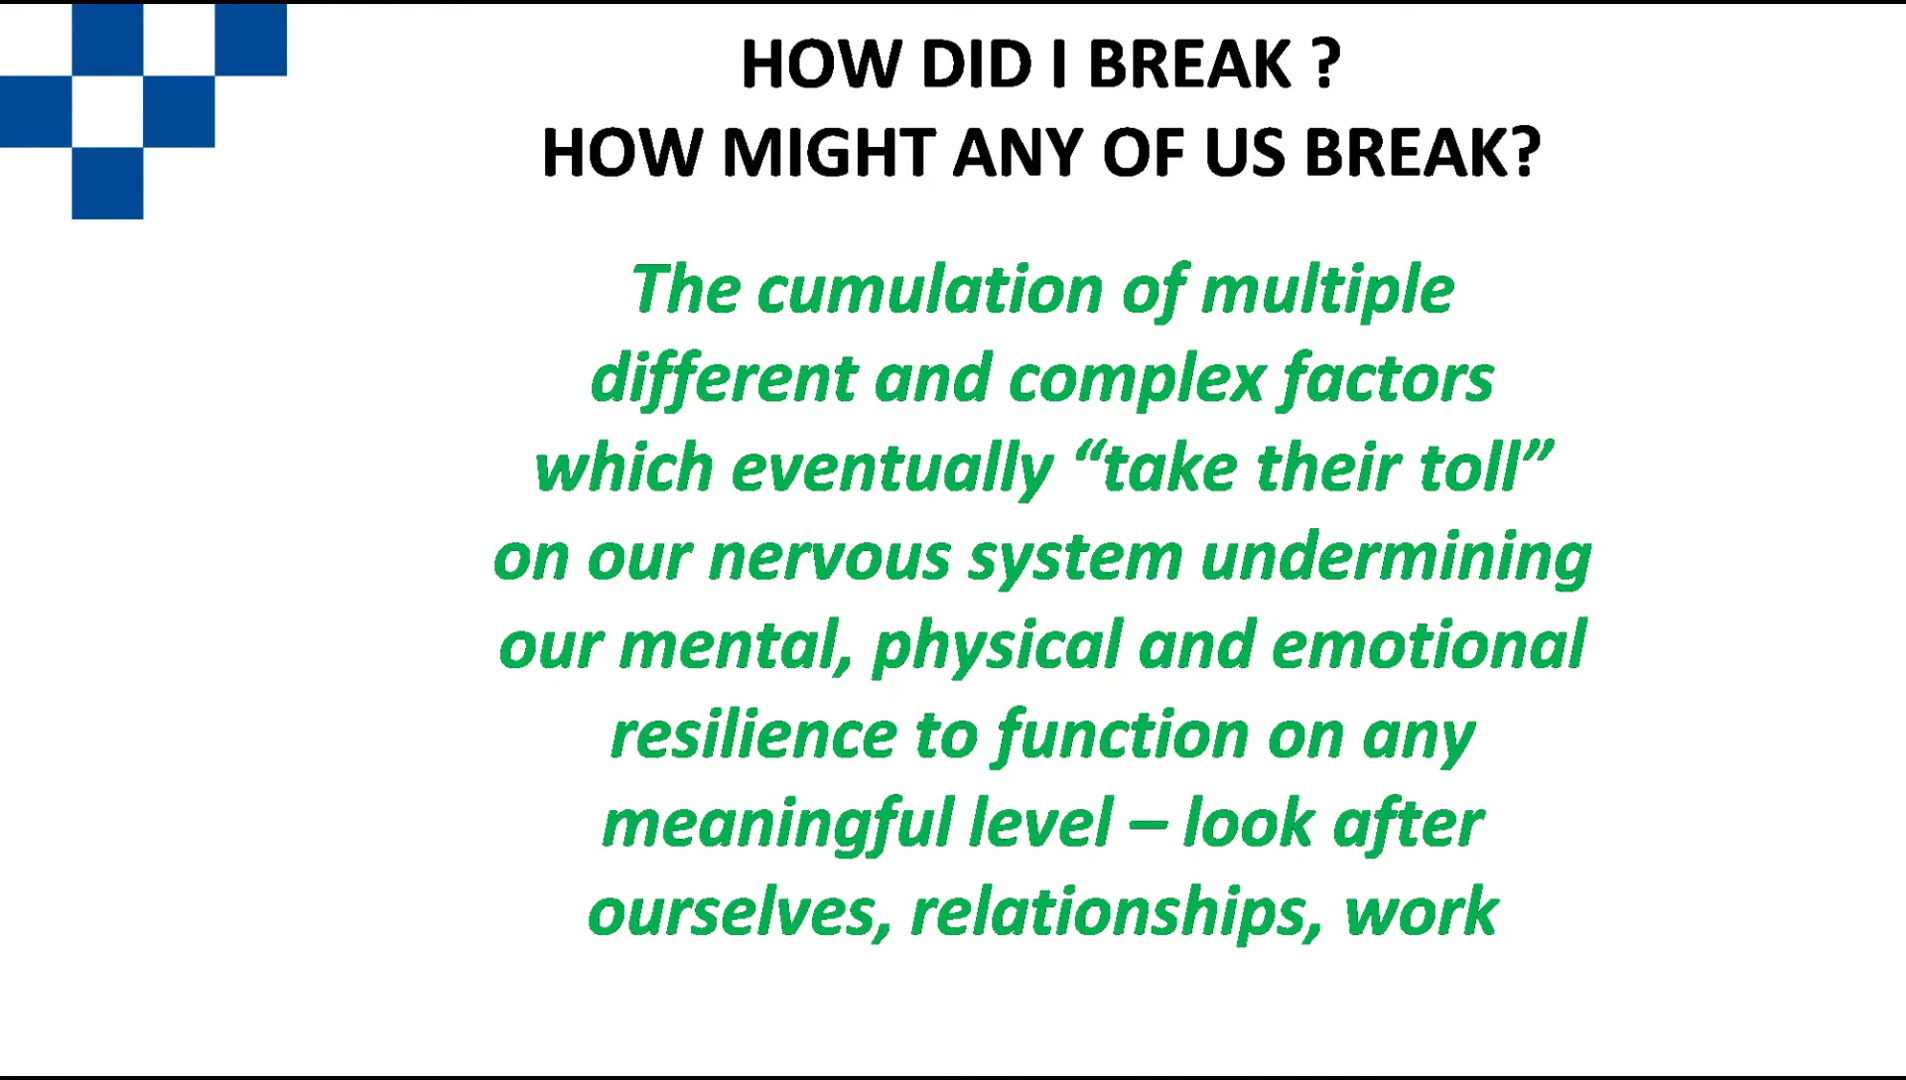 HOW DID I BREAK ?
HOW MIGHT ANY OF US BREAK?
The cumulation of multiple
different and complex factors
which eventually “take their toll”
on our nervous system undermining
our mental, physical and emotional
resilience to function on any
meaningful level – look after
ourselves, relationships, work